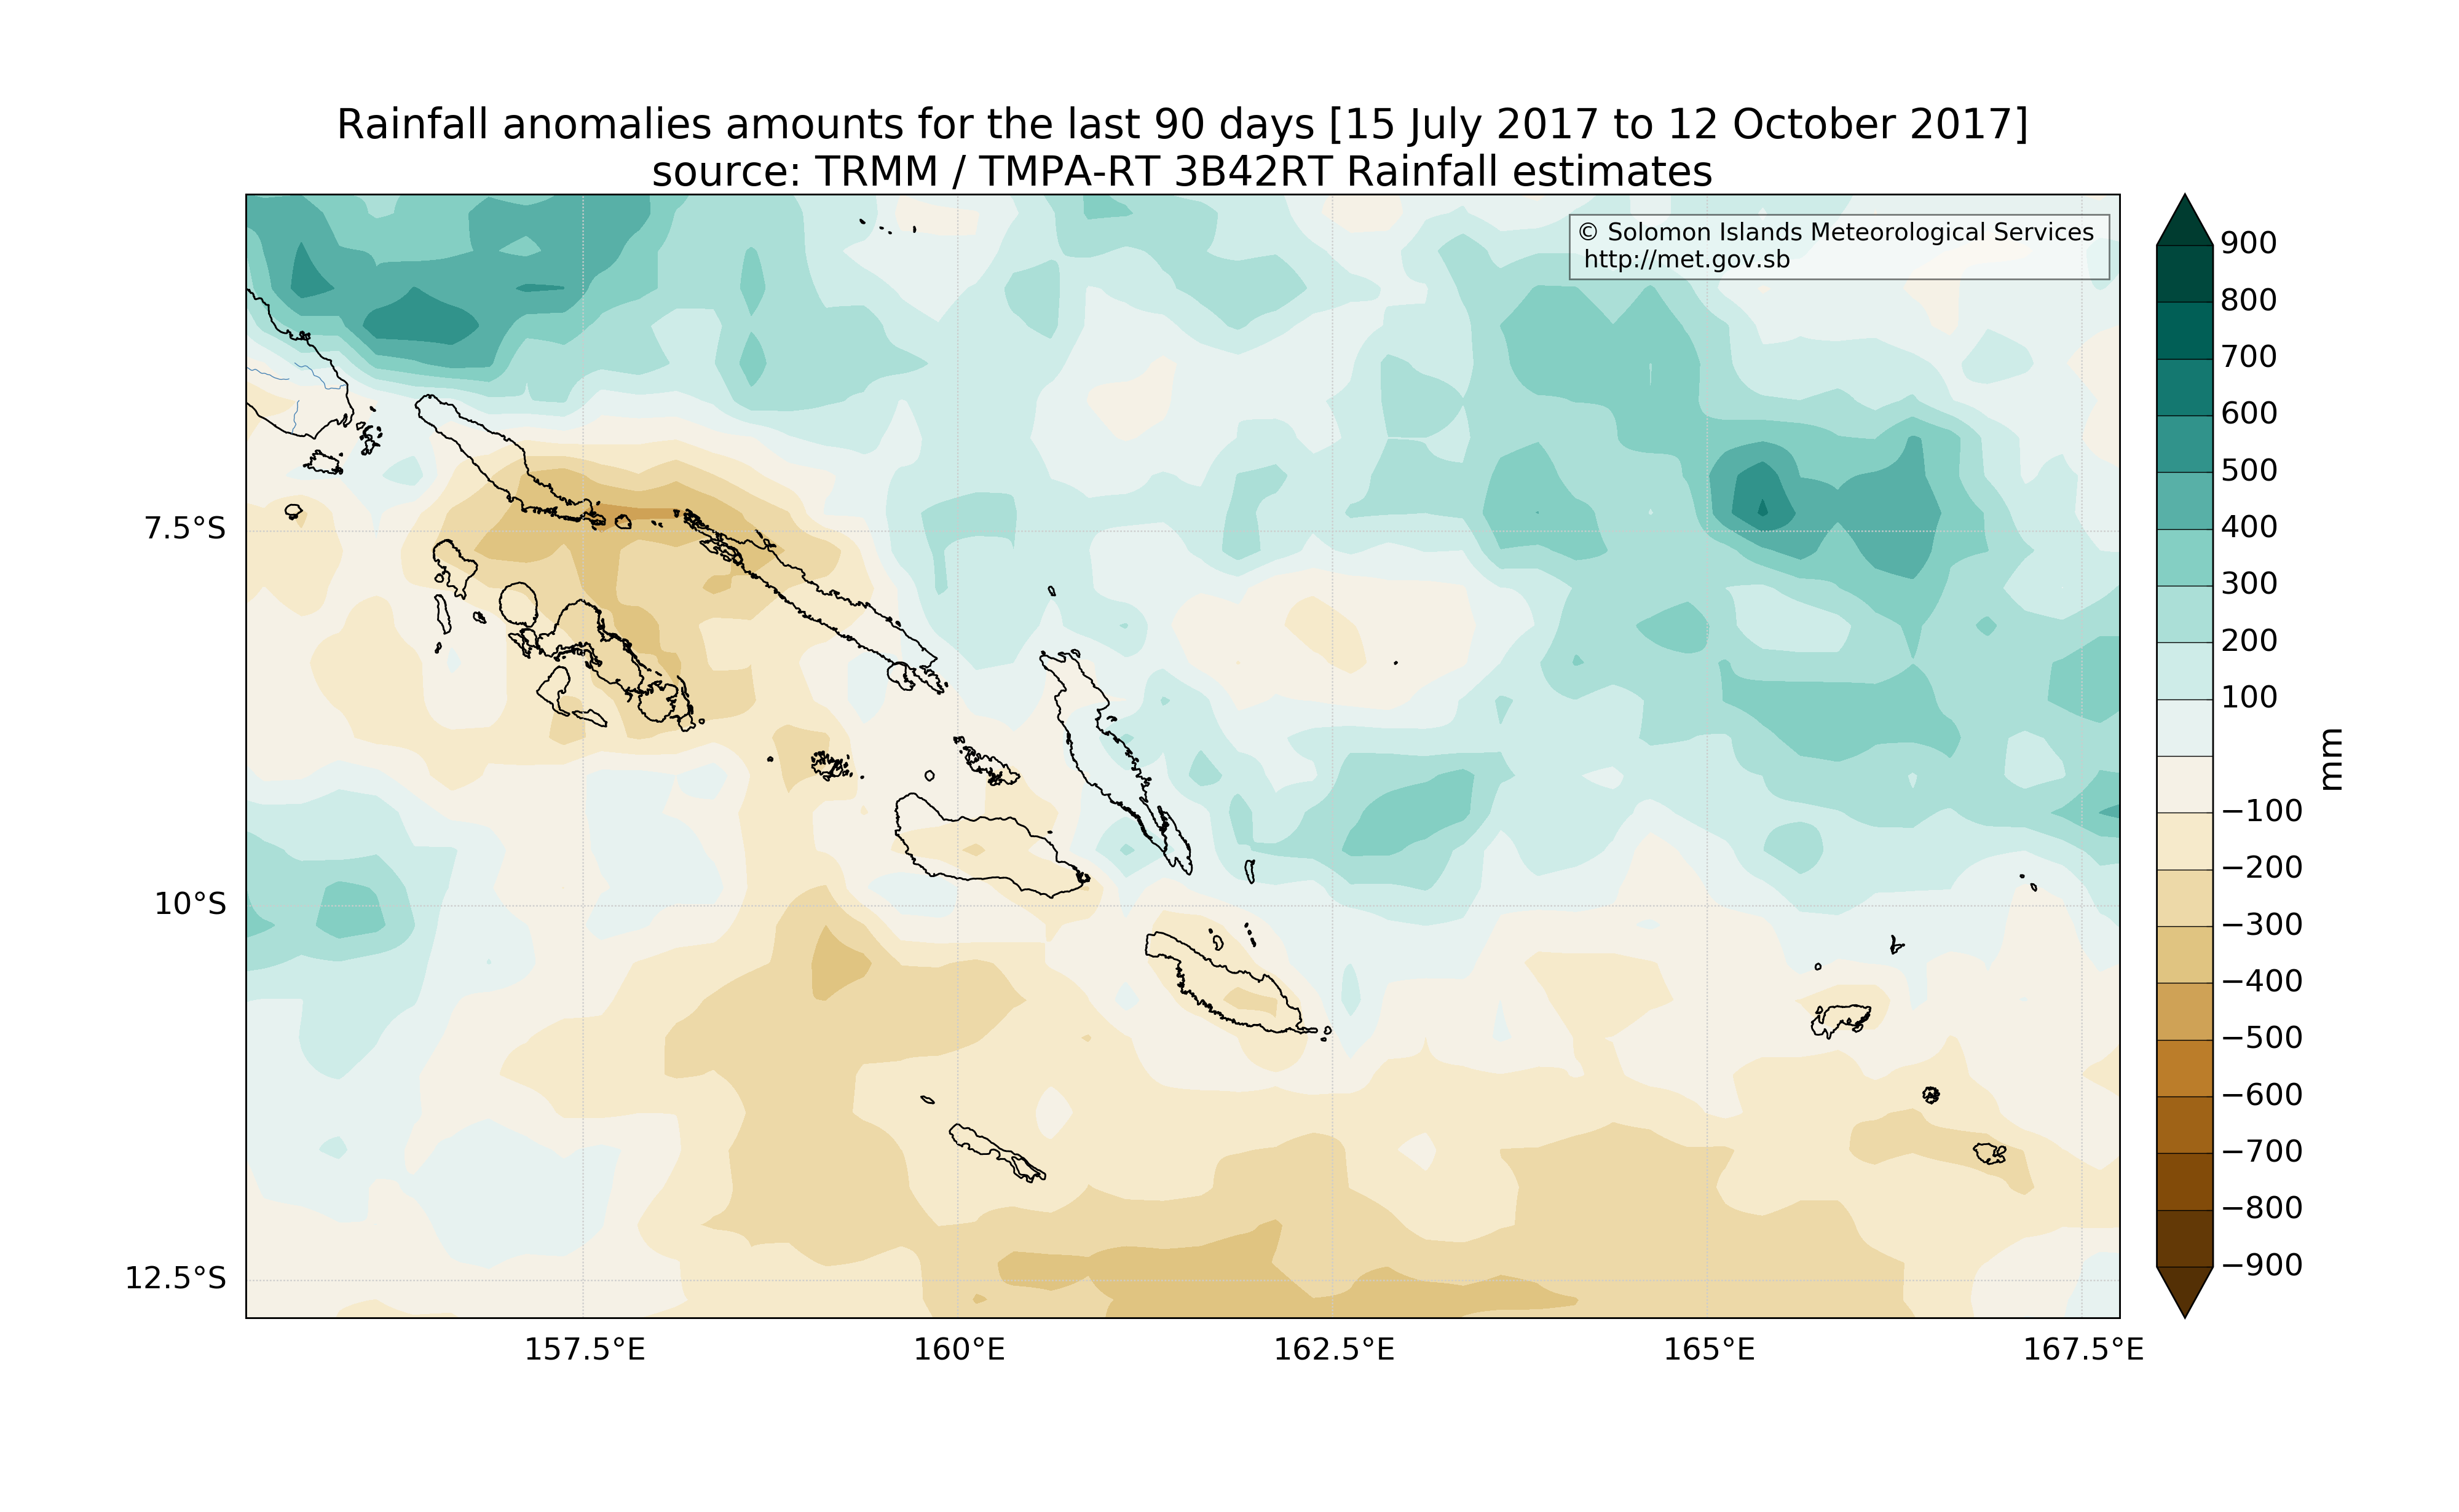 Rainfall anomalies amounts for the last 90 days [15 July 2017 to 12 October 2017]
source: TRMM / TMPA-RT 3B42RT Rainfall estimates
© Solomon Islands Meteorological Services
http://met.gov.sb
7.5°S
10°S
12.5°S
157.5°E
160°E
162.5°E
165°E
167.5°E
900
800
700
600
500
400
300
200
100
−100
−200
−300
−400
−500
−600
−700
−800
−900
mm